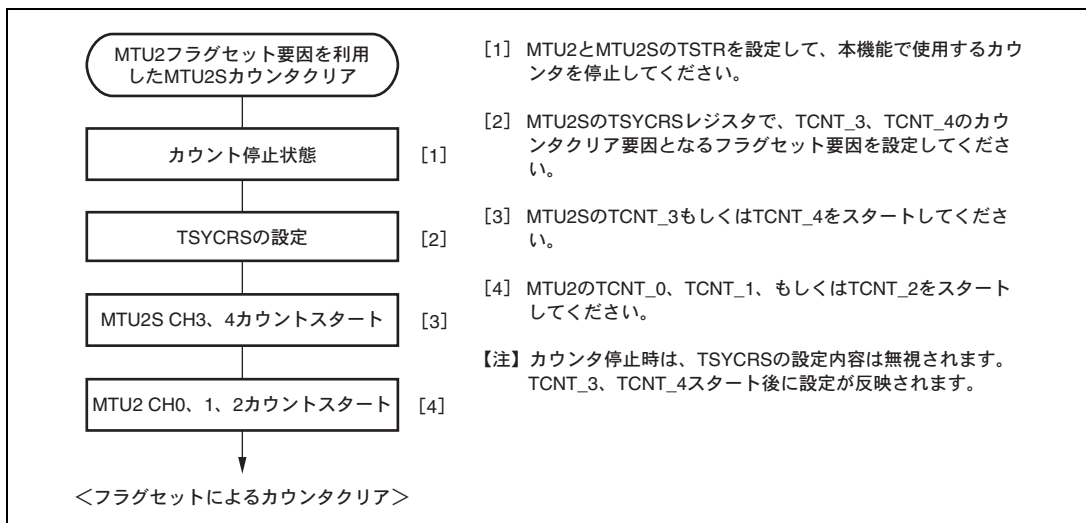 MTU2フラグセット要因を利用
したMTU2Sカウンタクリア
カウント停止状態 [1]
TSYCRSの設定 [2]
MTU2S CH3、4カウントスタート [3]
MTU2 CH0、1、2カウントスタート [4]
＜フラグセットによるカウンタクリア＞
[1] MTU2とMTU2SのTSTRを設定して、本機能で使用するカウ
ンタを停止してください。
[2] MTU2SのTSYCRSレジスタで、TCNT_3、TCNT_4のカウ
ンタクリア要因となるフラグセット要因を設定してくださ
い。
[3] MTU2SのTCNT_3もしくはTCNT_4をスタートしてくださ
い。
[4] MTU2のTCNT_0、TCNT_1、もしくはTCNT_2をスタート
してください。
【注】カウンタ停止時は、TSYCRSの設定内容は無視されます。
TCNT_3、TCNT_4スタート後に設定が反映されます。